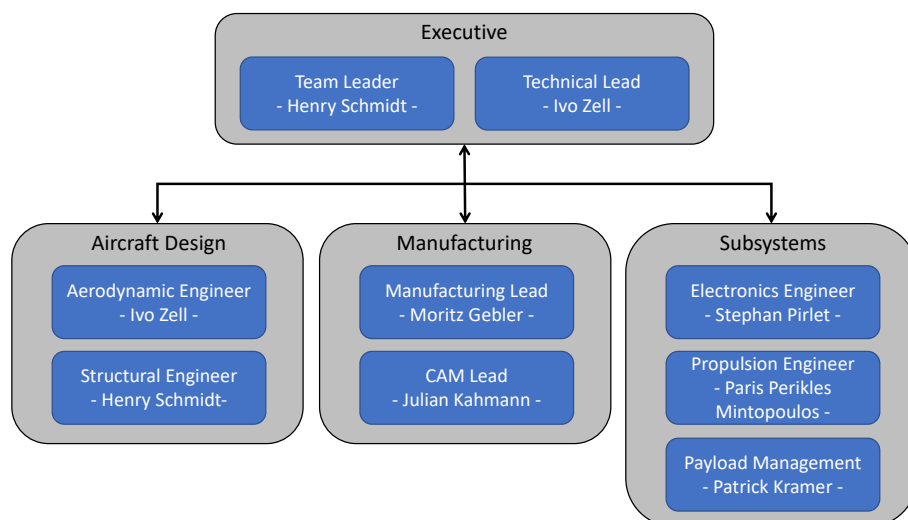 Executive
Team Leader
- Henry Schmidt -
Technical Lead
- Ivo Zell -
Aircraft Design
Aerodynamic Engineer
- Ivo Zell -
Structural Engineer
- Henry Schmidt-
Manufacturing
Manufacturing Lead
- Moritz Gebler -
CAM Lead
- Julian Kahmann -
Subsystems
Electronics Engineer
- Stephan Pirlet -
Propulsion Engineer
- Paris Perikles
Mintopoulos -
Payload Management
- Patrick Kramer -